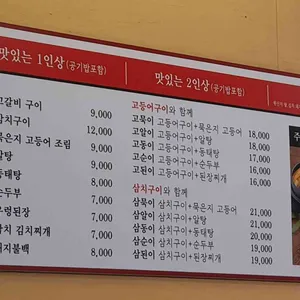 맛있는 1인상(공기밥포함)
고갈비 구이 9,000
삼치구이 12,000
묵은지 고등어 조림 9,000
알탕 9,000
동태탕 8,000
순두부 7,000
우렁된장 7,000
김치찌개 7,000
돼지불백 8,000
맛있는 2인상(공기밥포함)
고등어구이와 함께
고묵이 고등어구이+묵은지 고등어 18,000
고알이 고등어구이+알탕 18,000
고동이 고등어구이+동태탕 17,000
고순이 고등어구이+순두부 16,000
고된이 고등어구이+된장찌개 16,000
삼치구이와 함께
삼묵이 삼치구이+묵은지 고등어 21,000
삼알이 삼치구이+알탕 21,000
삼동이 삼치구이+동태탕 20,000
삼순이 삼치구이+순두부 19,000
삼된이 삼치구이+된장찌개 19,000